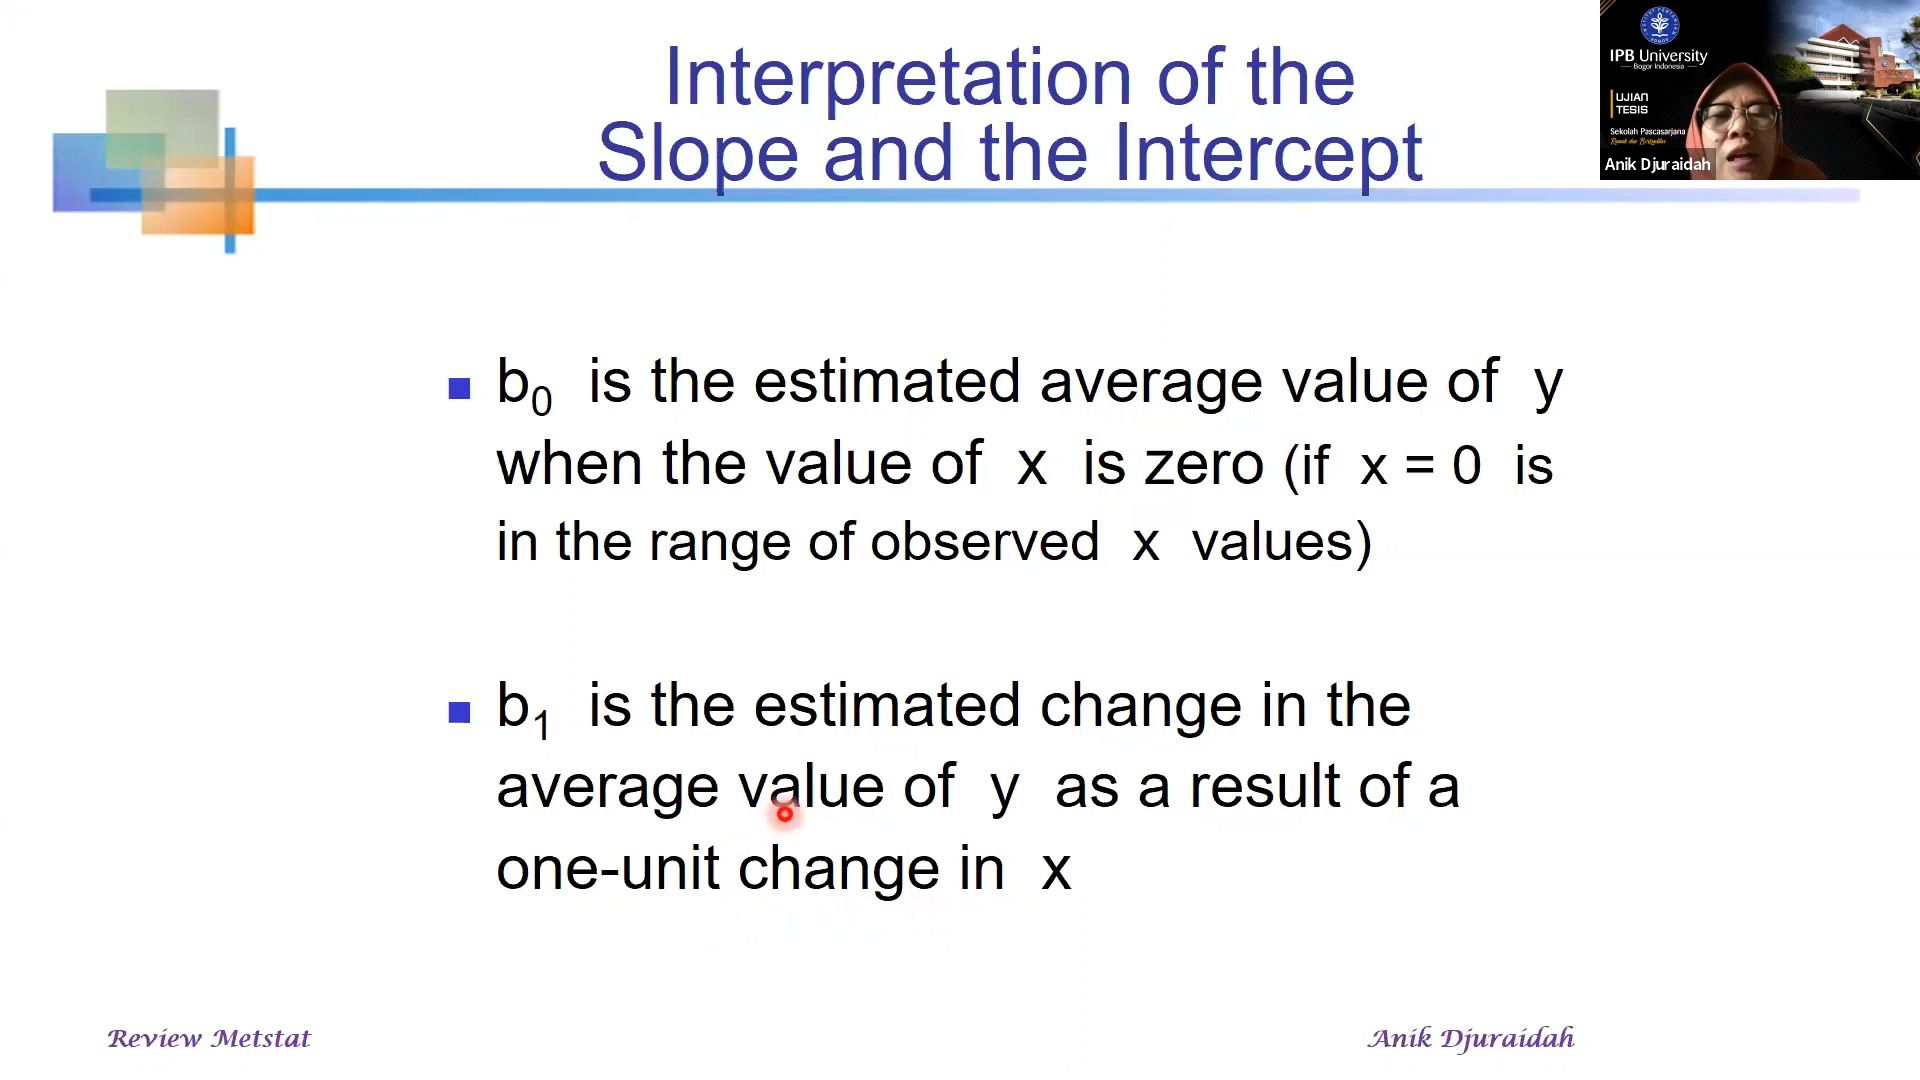 Interpretation of the
Slope and the Intercept
IPB University
Bogor Indonesia
UJIAN
TESIS
Sekolah Pascasarjana
Anik Djuraidah
b0 is the estimated average value of y
when the value of x is zero (if x = 0 is
in the range of observed x values)
b1 is the estimated change in the
average value of y as a result of a
one-unit change in x
Review Metstat
Anik Djuraidah